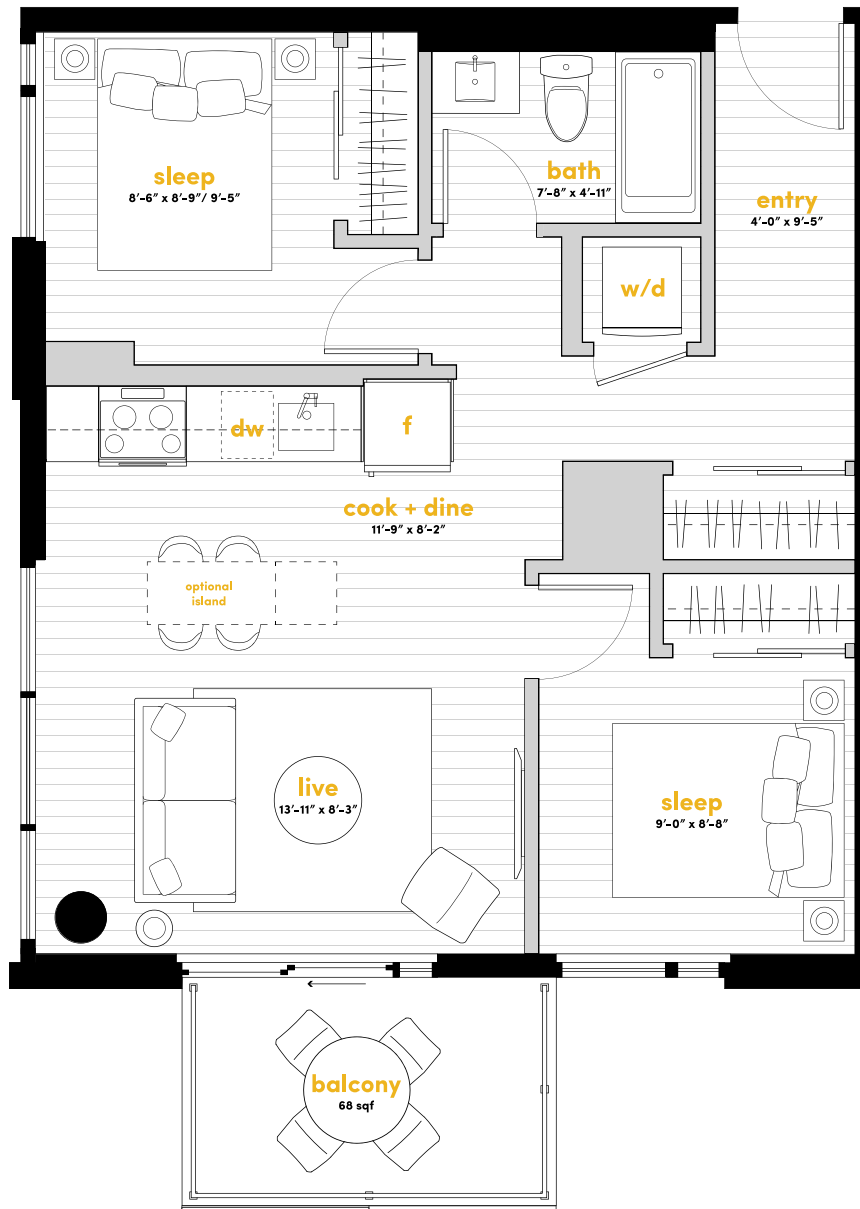 sleep
8′-6″ x 8′-9″/ 9′-5″
bath
7′-8″ x 4′-11″
entry
4′-0″ x 9′-5″
w/d
dw
f
cook + dine
11′-9″ x 8′-2″
optional
island
live
13′-11″ x 8′-3″
sleep
9′-0″ x 8′-8″
balcony
68 sqf